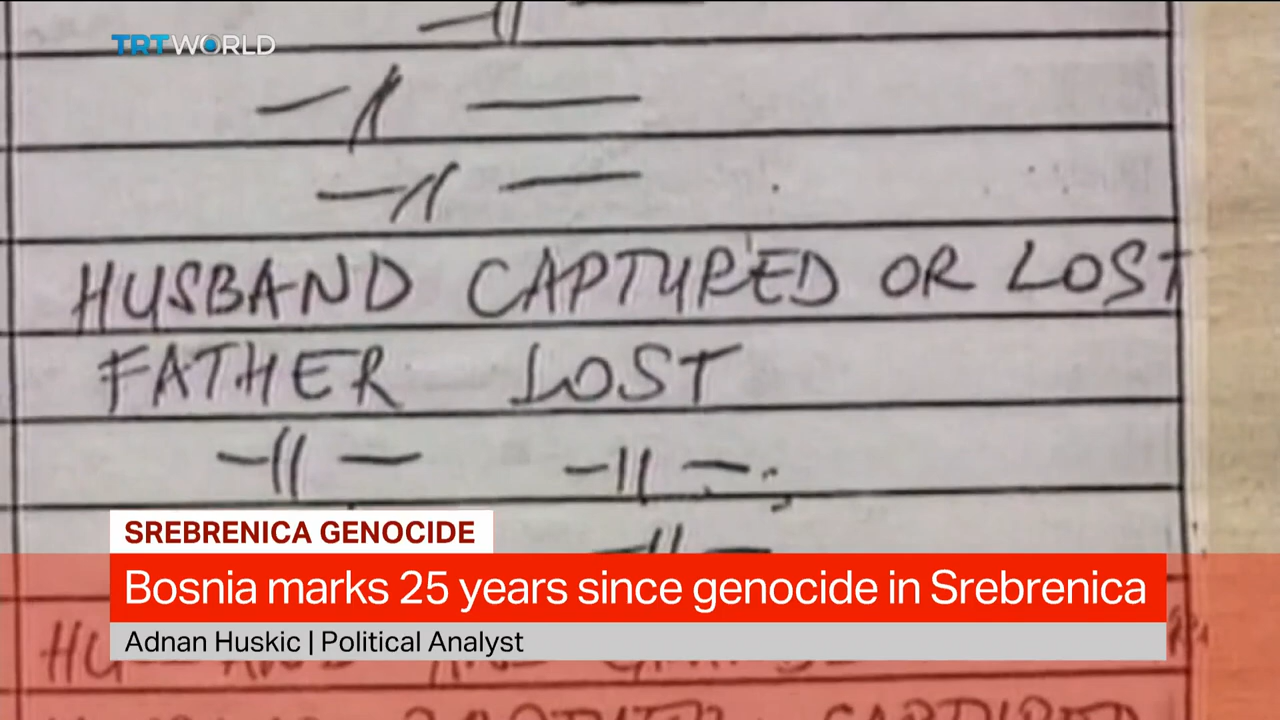 TRT WORLD
-//- —
-//- —
-//- —
HUSBAND CAPTURED OR LOST
FATHER LOST
-//- -//-
-//-
SREBRENICA GENOCIDE
Bosnia marks 25 years since genocide in Srebrenica
Adnan Huskic | Political Analyst
CAPTURED